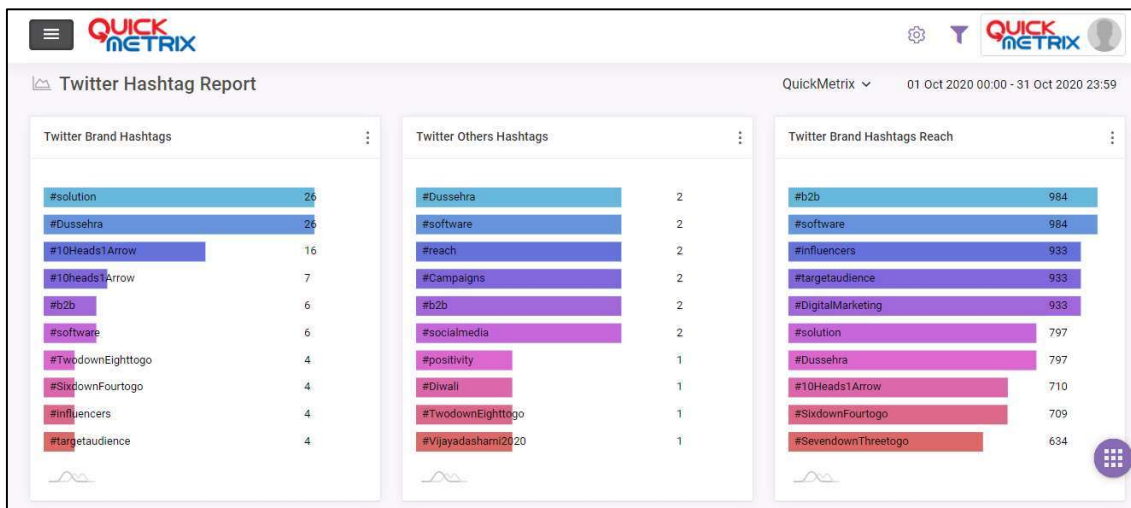 QUICK METRIX
QUICK METRIX
Twitter Hashtag Report
QuickMetrix
01 Oct 2020 00:00 - 31 Oct 2020 23:59
Twitter Brand Hashtags
#solution 26
#Dussehra 26
#10Heads1Arrow 16
#10heads1Arrow 7
#b2b 6
#software 6
#TwodownEighttogo 4
#SixdownFourtogo 4
#influencers 4
#targetaudience 4
Twitter Others Hashtags
#Dussehra 2
#software 2
#reach 2
#Campaigns 2
#b2b 2
#socialmedia 2
#positivity 1
#Diwali 1
#TwodownEighttogo 1
#Vijayadashami2020 1
Twitter Brand Hashtags Reach
#b2b 984
#software 984
#influencers 933
#targetaudience 933
#DigitalMarketing 933
#solution 797
#Dussehra 797
#10Heads1Arrow 710
#SixdownFourtogo 709
#SevendownThreetogo 634